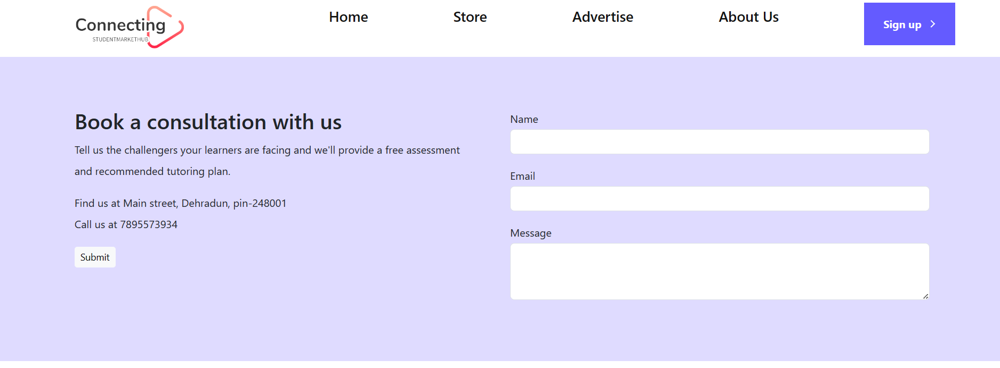 Connecting
STUDENTMARKETHUB
Home
Store
Advertise
About Us
Sign up
Book a consultation with us
Tell us the challengers your learners are facing and we'll provide a free assessment
and recommended tutoring plan.
Find us at Main street, Dehradun, pin-248001
Call us at 7895573934
Submit
Name
Email
Message